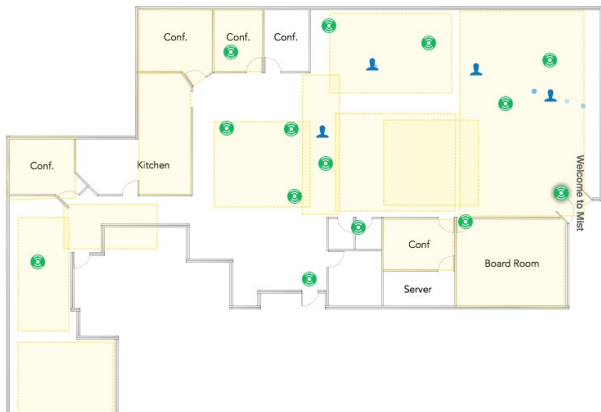 Conf.
Conf.
Conf.
Conf.
Kitchen
Welcome to Mist
Conf
Board Room
Server